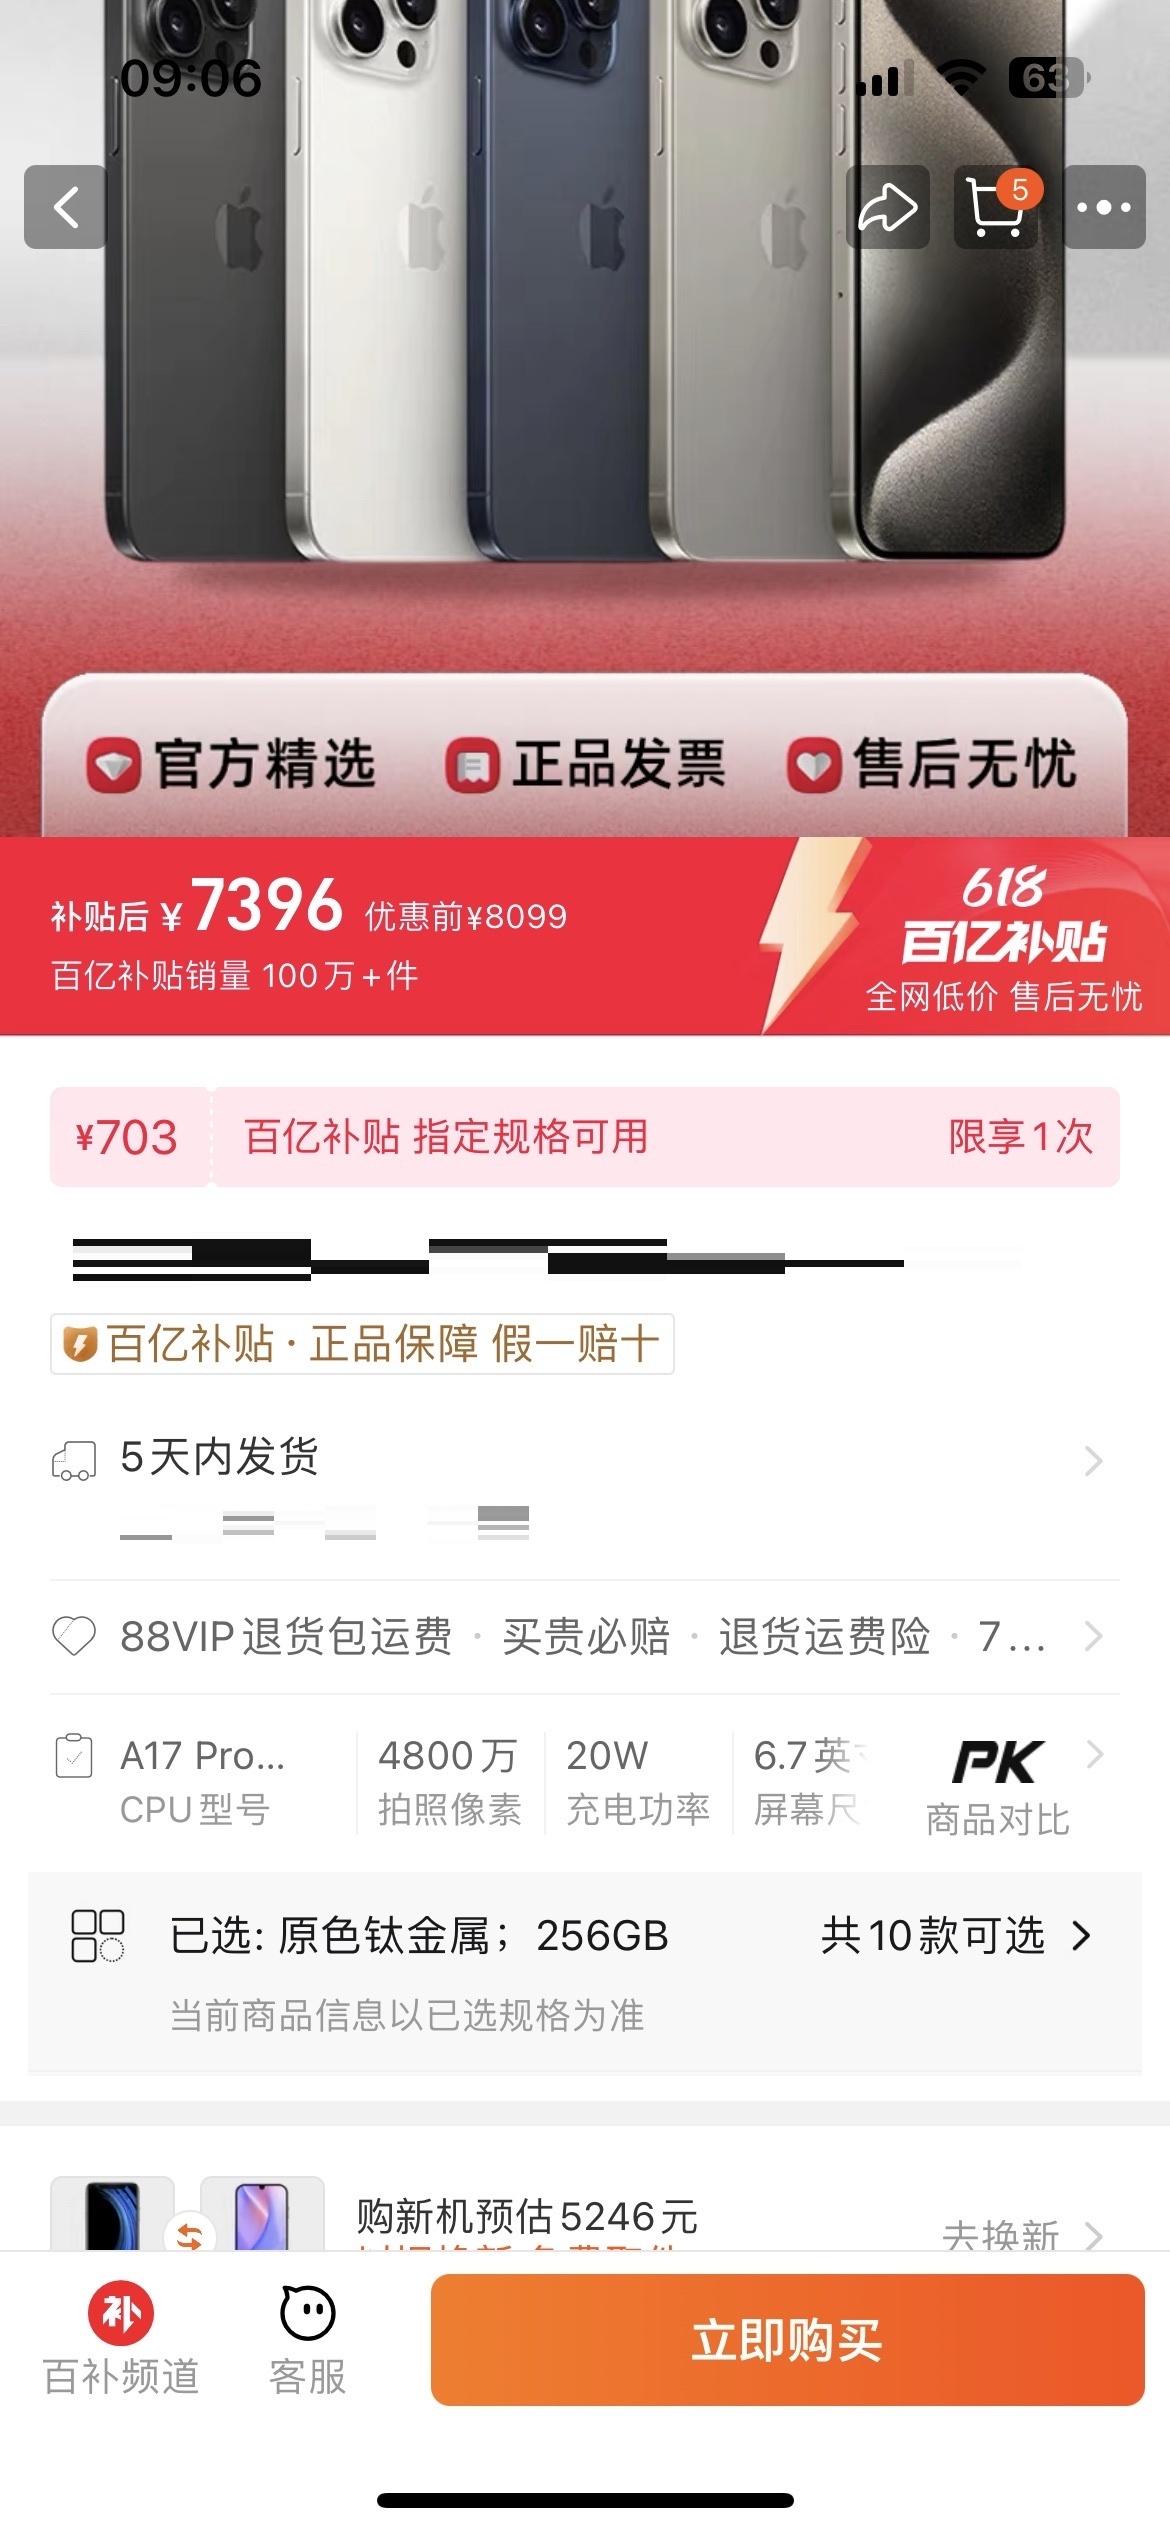 09:06
63
5
官方精选 正品发票 售后无忧
补贴后 ¥7396 优惠前¥8099
百亿补贴销量 100万+件
618
百亿补贴
全网低价 售后无忧
¥703 百亿补贴 指定规格可用 限享1次
百亿补贴 · 正品保障 假一赔十
5天内发货
88VIP退货包运费 · 买贵必赔 · 退货运费险 · 7...
A17 Pro... 4800万 20W 6.7英 PK
CPU型号 拍照像素 充电功率 屏幕尺 商品对比
已选: 原色钛金属；256GB 共10款可选
当前商品信息以已选规格为准
购新机预估5246元
去换新
补
百补频道 客服 立即购买